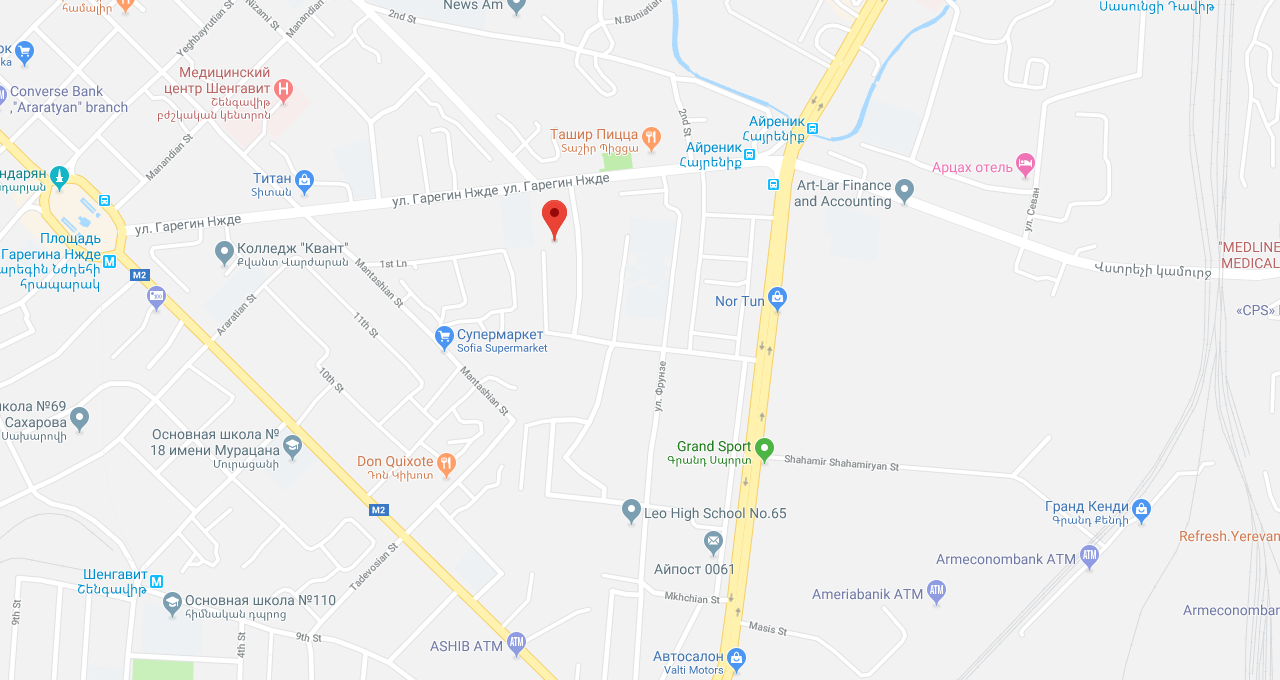 News Am
2nd St
N.Buniatian
Սասունցի Դավիթ
համալիր
Nizami St
Manandian St
Yeghbayrutian St
Converse Bank
,"Araratyan" branch
Медицинский
центр Шенгавит
Շենգավիթ
բժշկական կենտրոն
Manandian St
2nd St
Ташир Пицца
Տաշիր Պիցցա
Айреник
Հայրենիք
Айреник
Հայրենիք
Арцах отель
Art-Lar Finance
and Accounting
ул. Севан
Титан
Տիտան
ул. Гарегин Нжде
ул. Гарегин Нжде
ул. Гарегин Нжде
Площадь
Гарегина Нжде
հրապարակ
M2
Колледж "Квант"
Քվանտ Վարժարան
1st Ln
Mantashian St
"MEDLINE
MEDICAL
Վստրեչի կամուրջ
«CPS»
Nor Tun
Araratian St
11th St
Супермаркет
Sofia Supermarket
10th St
Mantashian St
ул. Фрунзе
кола №69
Сахарова
Սախարովի
Основная школа №
18 имени Мурацана
Մուրացանի
Don Quixote
Դոն Կիխոտ
Grand Sport
Գրանդ Սպորտ
Shahamir Shahamiryan St
M2
Leo High School No.65
Гранд Кенди
Գրանդ Քենդի
Refresh.Yerevan
Айпост 0061
Armeconombank ATM
Tadevosian St
Шенгавит
Շենգավիթ
Основная школа №110
հիմնական դպրոց
Ameriabanik ATM
Mkhchian St
Armeconomban
9th St
9th St
4th St
ASHIB ATM
Masis St
Автосалон
Valti Motors